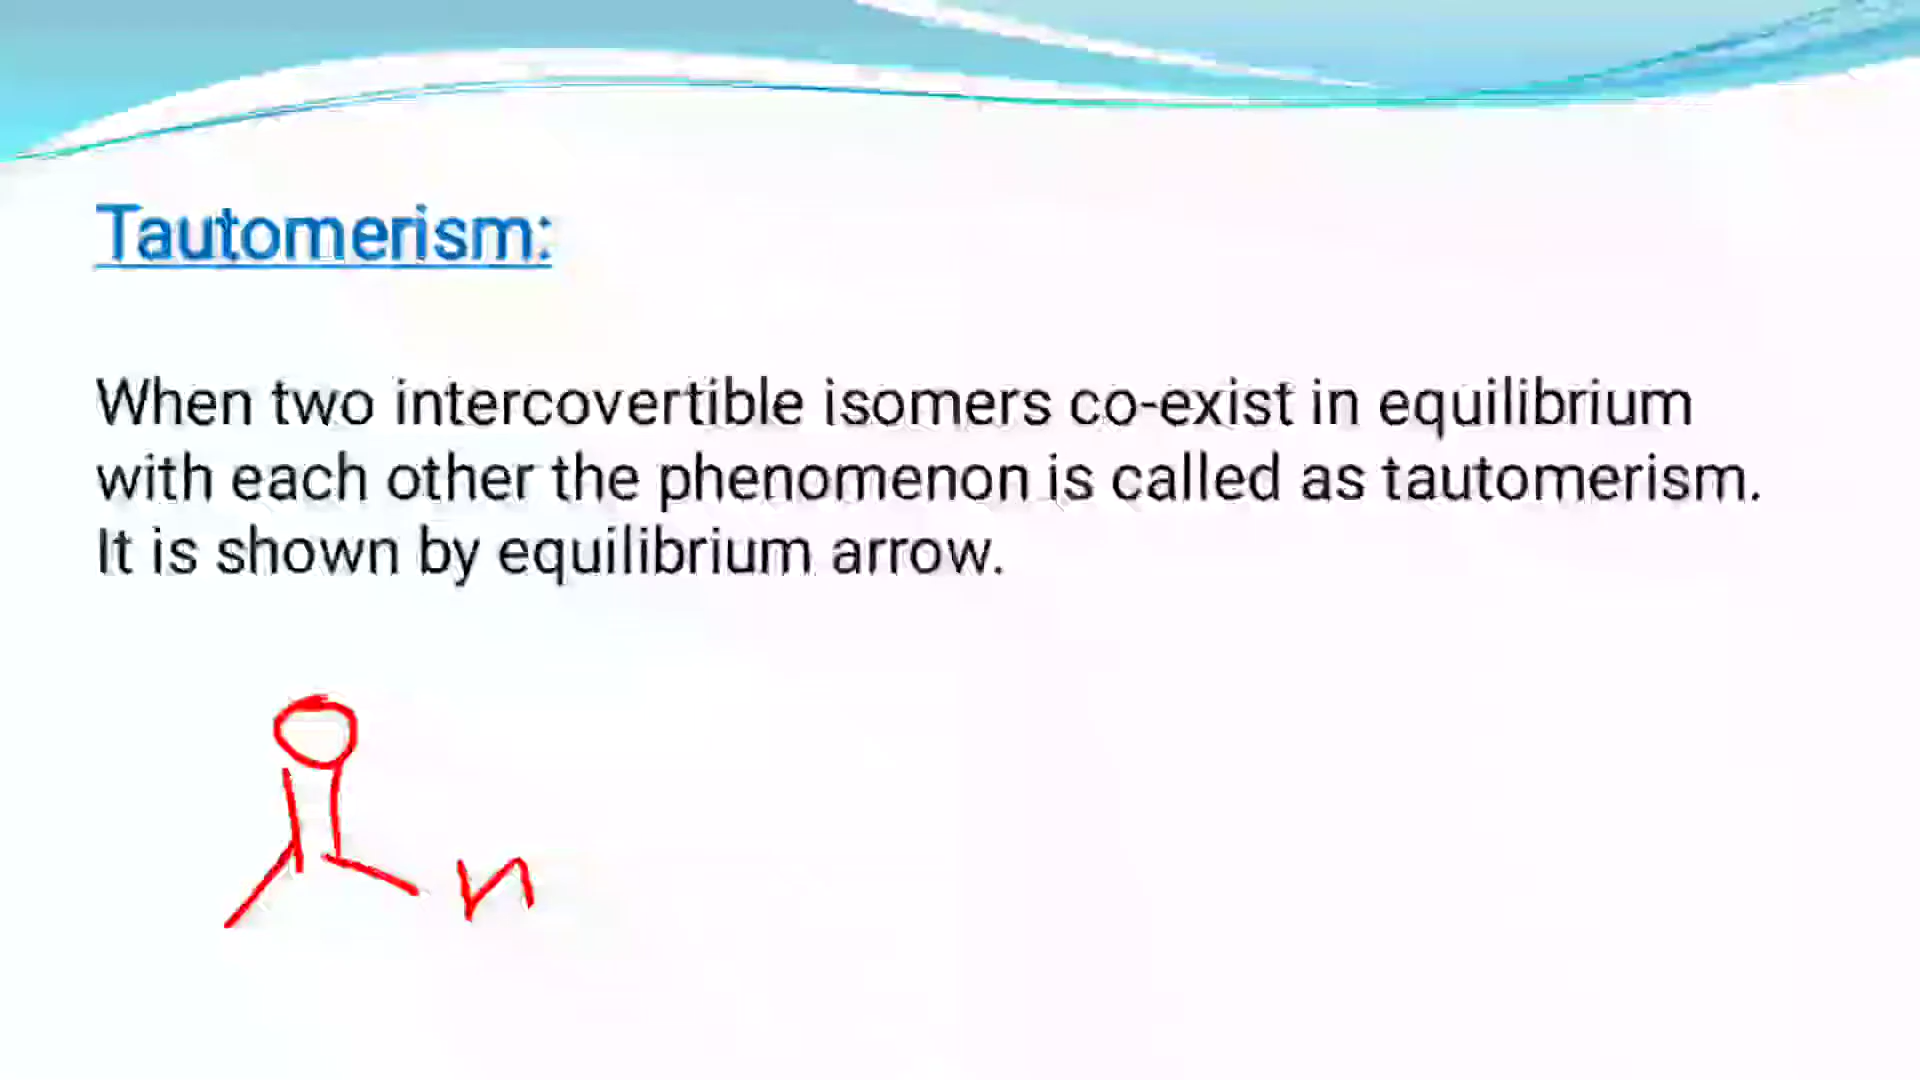 Tautomerism:
When two intercovertible isomers co-exist in equilibrium
with each other the phenomenon is called as tautomerism.
It is shown by equilibrium arrow.
O